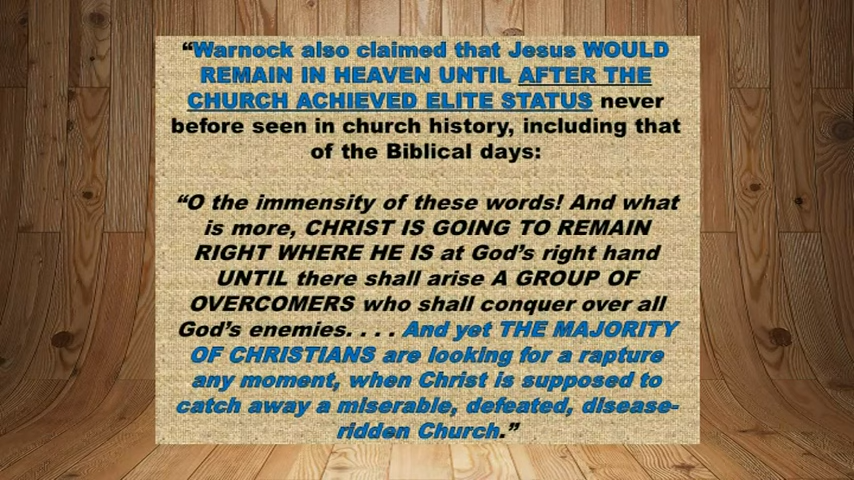 “Warnock also claimed that Jesus WOULD
REMAIN IN HEAVEN UNTIL AFTER THE
CHURCH ACHIEVED ELITE STATUS never
before seen in church history, including that
of the Biblical days:
“O the immensity of these words! And what
is more, CHRIST IS GOING TO REMAIN
RIGHT WHERE HE IS at God’s right hand
UNTIL there shall arise A GROUP OF
OVERCOMERS who shall conquer over all
God’s enemies. . . . And yet THE MAJORITY
OF CHRISTIANS are looking for a rapture
any moment, when Christ is supposed to
catch away a miserable, defeated, disease-
ridden Church.”